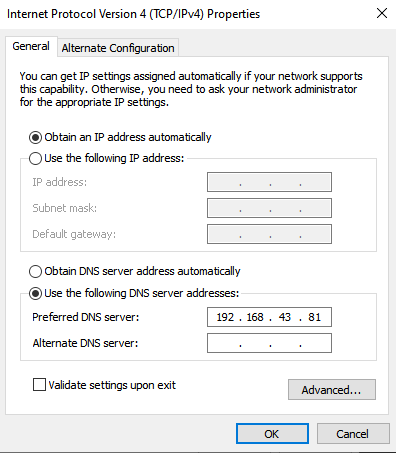 Internet Protocol Version 4 (TCP/IPv4) Properties
General
Alternate Configuration
You can get IP settings assigned automatically if your network supports
this capability. Otherwise, you need to ask your network administrator
for the appropriate IP settings.
Obtain an IP address automatically
Use the following IP address:
IP address:
. . .
Subnet mask:
. . .
Default gateway:
. . .
Obtain DNS server address automatically
Use the following DNS server addresses:
Preferred DNS server:
192 . 168 . 43 . 81
Alternate DNS server:
. . .
Validate settings upon exit
Advanced...
OK
Cancel